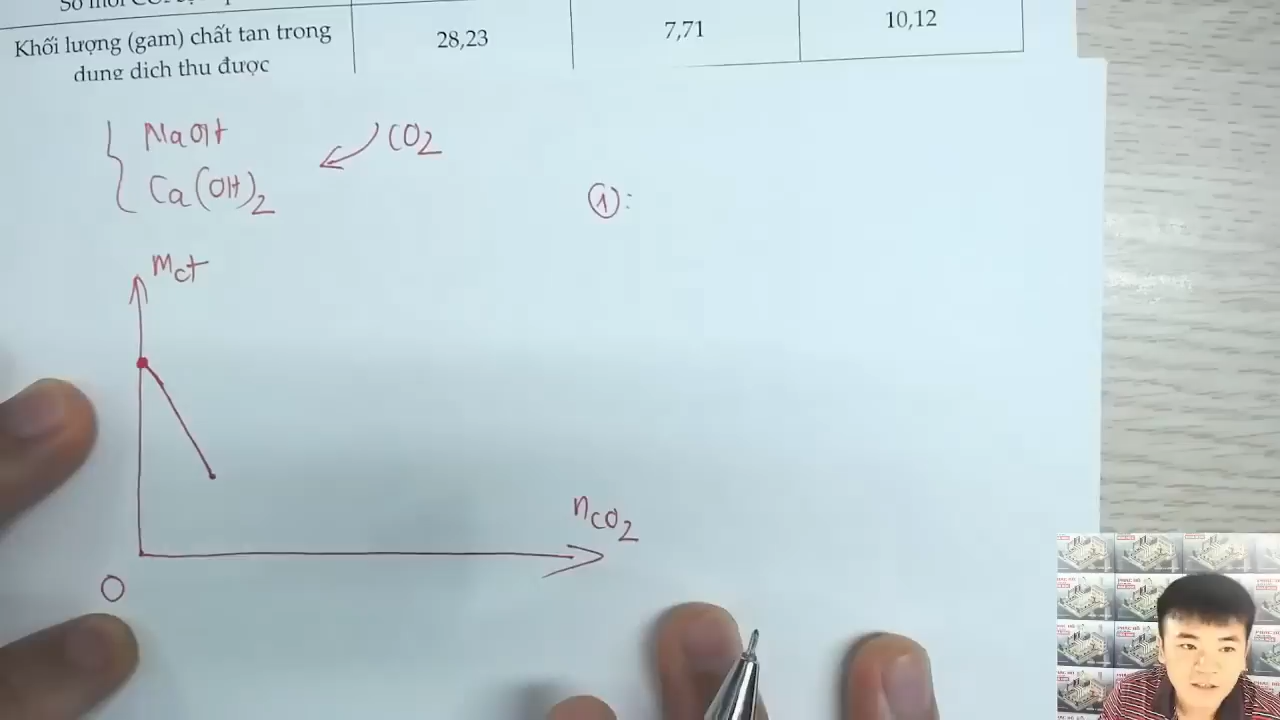 Khối lượng (gam) chất tan trong dung dịch thu được
28,23
7,71
10,12
NaOH
Ca(OH)2
CO2
①:
mct
nCO2
O